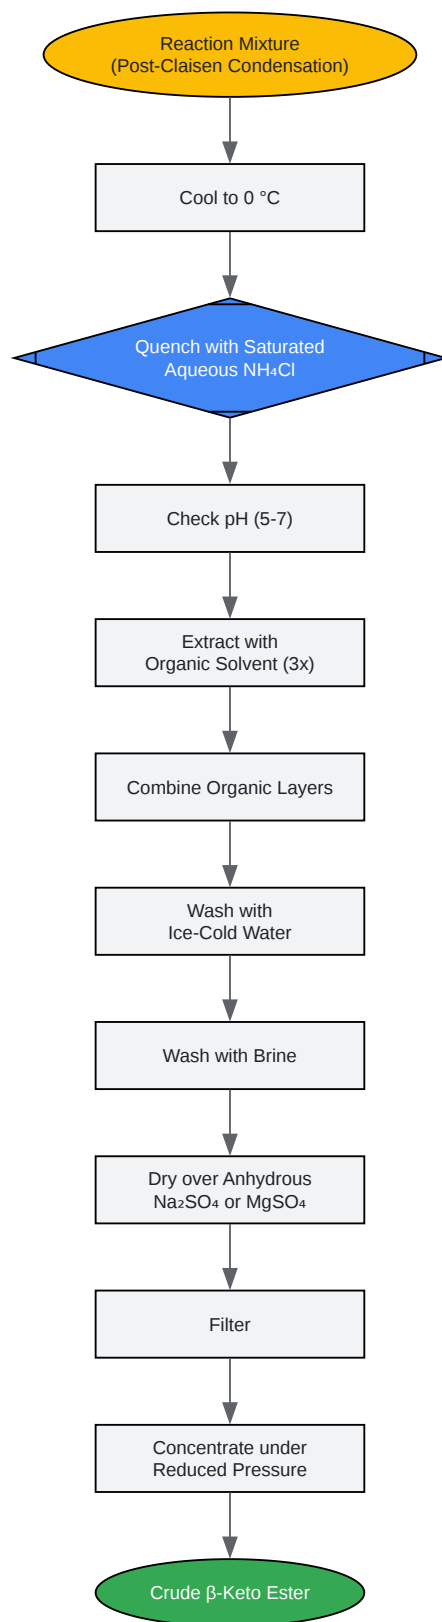 Reaction Mixture
(Post-Claisen Condensation)
Cool to 0 °C
Quench with Saturated
Aqueous NH₄Cl
Check pH (5-7)
Extract with
Organic Solvent (3x)
Combine Organic Layers
Wash with
Ice-Cold Water
Wash with Brine
Dry over Anhydrous
Na₂SO₄ or MgSO₄
Filter
Concentrate under
Reduced Pressure
Crude β-Keto Ester